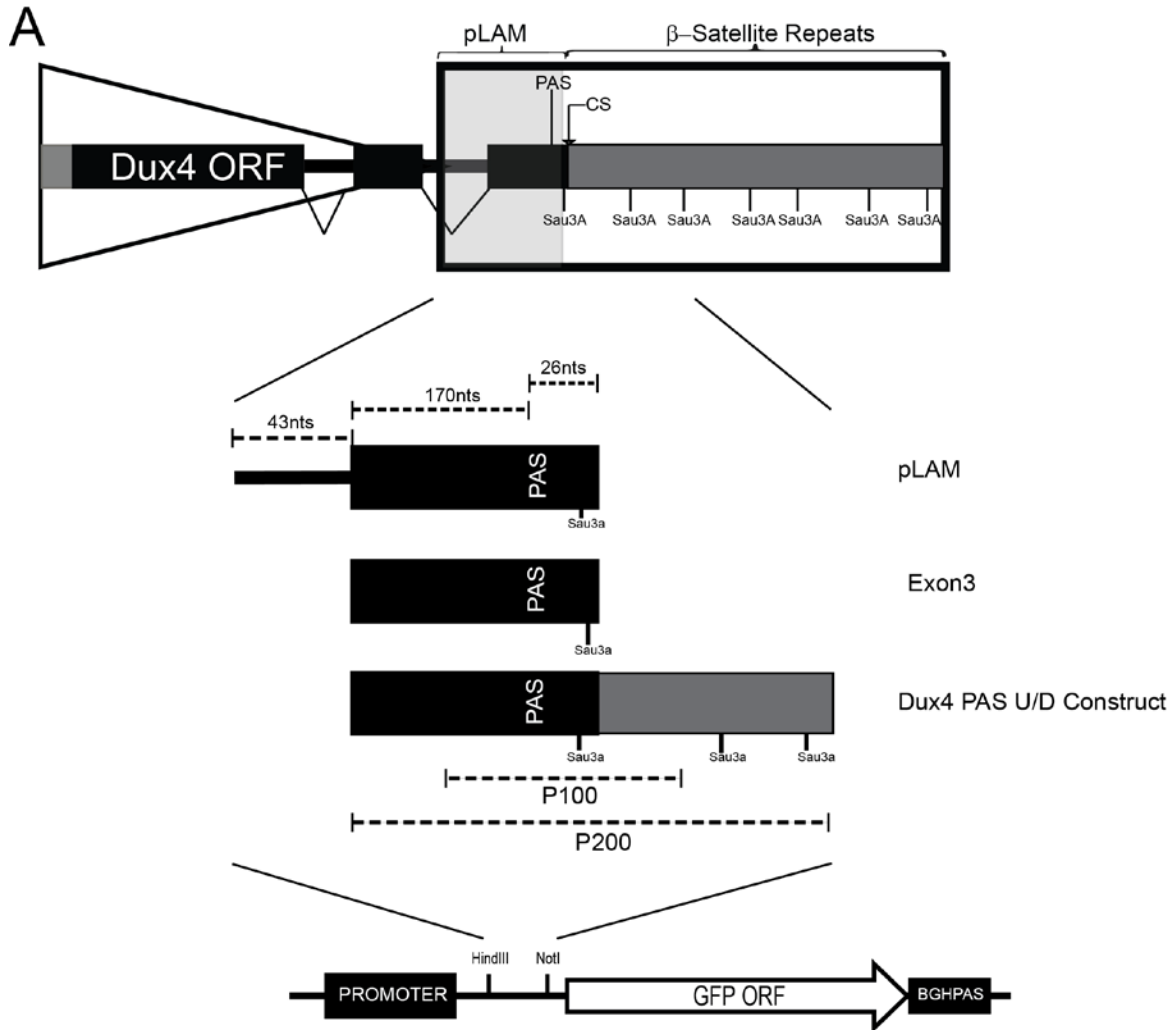 A
pLAM
β–Satellite Repeats
PAS
CS
Dux4 ORF
Sau3A Sau3A Sau3A Sau3A Sau3A Sau3A Sau3A
26nts
170nts
43nts
PAS
pLAM
Sau3a
PAS
Exon3
Sau3a
PAS
Dux4 PAS U/D Construct
Sau3a Sau3a Sau3a
P100
P200
HindIII NotI
PROMOTER
GFP ORF
BGHPAS